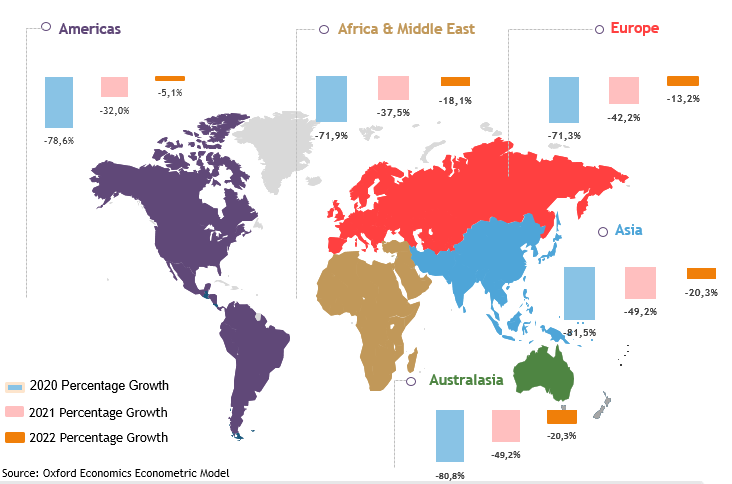 Americas
Africa & Middle East
Europe
-5,1%
-32,0%
-78,6%
-18,1%
-37,5%
-71,9%
-13,2%
-42,2%
-71,3%
Asia
-20,3%
-49,2%
-81,5%
Australasia
-20,3%
-49,2%
-80,8%
2020 Percentage Growth
2021 Percentage Growth
2022 Percentage Growth
Source: Oxford Economics Econometric Model